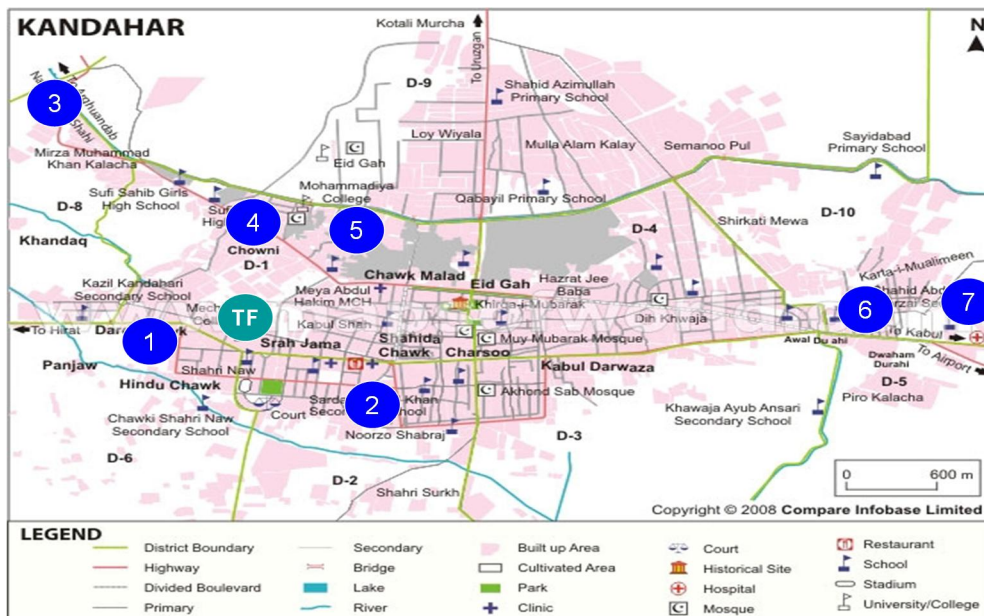 KANDAHAR
N
Kotali Murcha
To Uruzgan
D-9
Shahid Azimullah
Primary School
3
To Arghuandab
Shahi
Loy Wiyala
Mulla Alam Kalay
Semanoo Pul
Sayidabad
Primary School
Mirza Muhammad
Khan Kalacha
Eid Gah
Sufi Sahib Girls
High School
Mohammadiya
College
Qabayil Primary School
D-8
4
5
Shirkati Mewa
D-10
D-4
Khandaq
Chowni
D-1
Chawk Malad
Eid Gah
Hazrat Jee
Baba
Karta-i-Mualimeen
Kazil Kandahari
Secondary School
Meya Abdul
Hakim MCH
Khirqa-i-Mubarak
Shahid
6
7
TF
Kabul Shah
Dih Khwaja
To Hirat
1
Srah Jama
Shahida
Chawk
Charsoo
Muy Mubarak Mosque
To Kabul
To Airport
Panjaw
Shahri Naw
Kabul Darwaza
Dwaham
Durahi
D-5
Hindu Chawk
2
Khan
School
Akhond Sab Mosque
Piro Kalacha
Chawki Shahri Naw
Secondary School
Court
Noorzo Shabraj
Khawaja Ayub Ansari
Secondary School
D-6
D-3
D-2
Shahri Surkh
0 600 m
Copyright © 2008 Compare Infobase Limited
LEGEND
District Boundary
Highway
Divided Boulevard
Primary
Secondary
Bridge
Lake
River
Built up Area
Cultivated Area
Park
Clinic
Court
Historical Site
Hospital
Mosque
Restaurant
School
Stadium
University/College